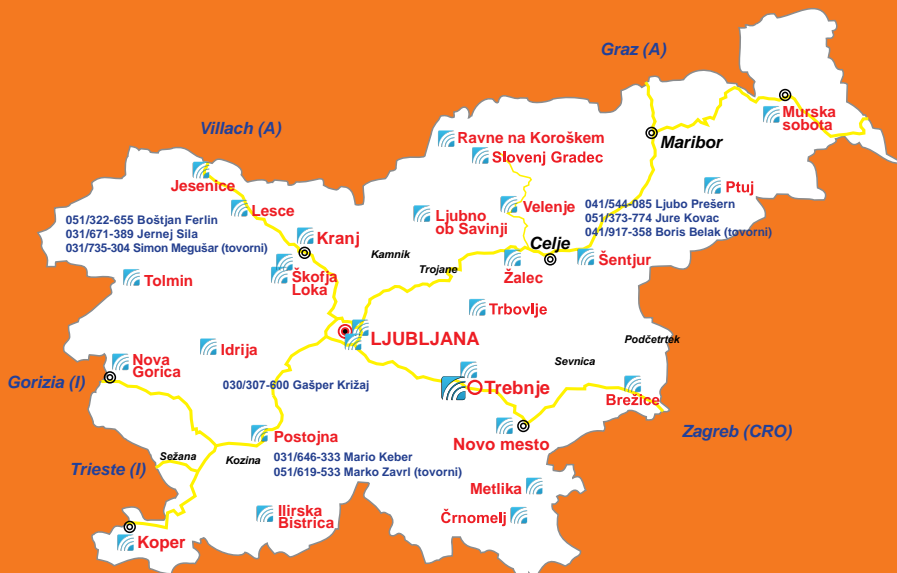 Graz (A)
Murska
sobota
Villach (A)
Ravne na Koroškem
Maribor
Slovenj Gradec
Jesenice
Ptuj
Lesce
Velenje
041/544-085 Ljubo Prešern
051/373-774 Jure Kovac
041/917-358 Boris Belak (tovorni)
051/322-655 Boštjan Ferlin
031/671-389 Jernej Sila
031/735-304 Simon Megušar (tovorni)
Ljubno
ob Savinji
Kranj
Celje
Kamnik
Šentjur
Trojane
Žalec
Škofja
Loka
Tolmin
Trbovlje
LJUBLJANA
Podčetrtek
Idrija
Sevnica
Nova
Gorica
Gorizia (I)
030/307-600 Gašper Križaj
Trebnje
Brežice
Zagreb (CRO)
Postojna
Novo mesto
Sežana
Kozina
031/646-333 Mario Keber
051/619-533 Marko Zavrl (tovorni)
Trieste (I)
Metlika
Ilirska
Bistrica
Črnomelj
Koper